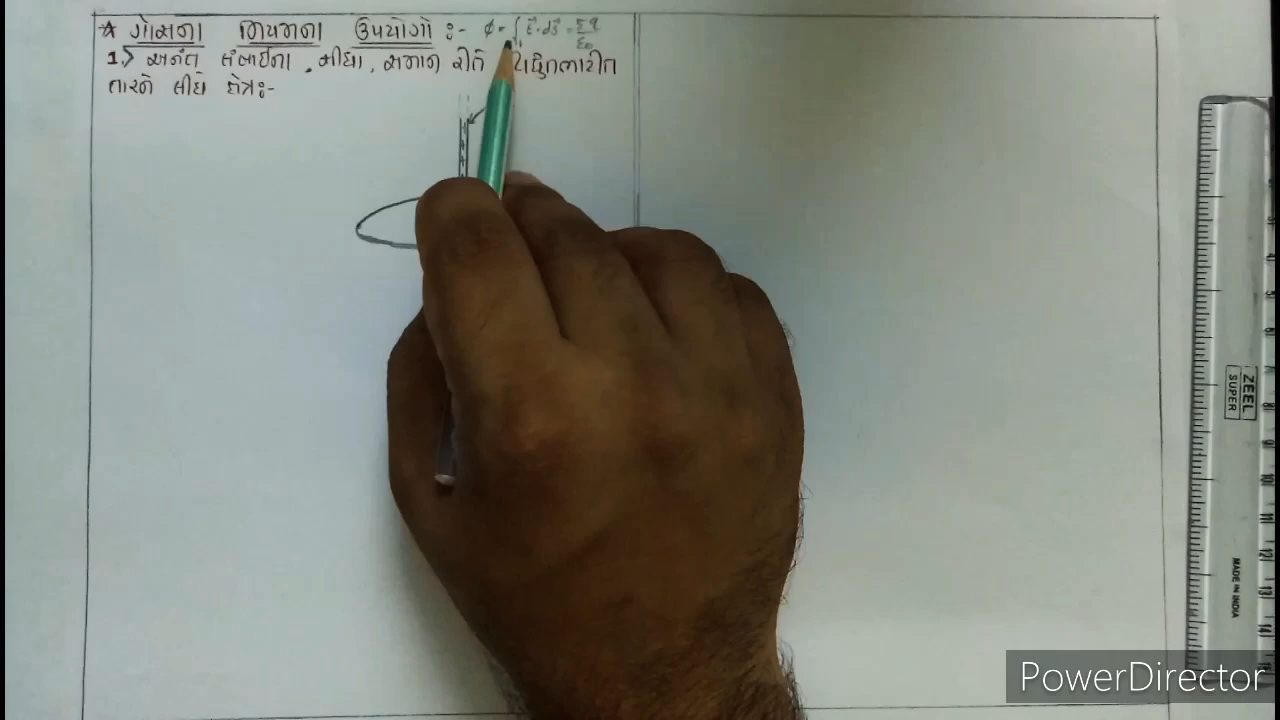 * ગોસના નિયમના ઉપયોગો :- φ = ∫ E⃗ · ds⃗ = Σq/ε₀
1.> અનંત લંબાઈના , સીધા , સમાન રીતે વિદ્યુતભારીત
તારને લીધે ક્ષેત્ર:-
ZEEL
SUPER
MADE IN INDIA
PowerDirector